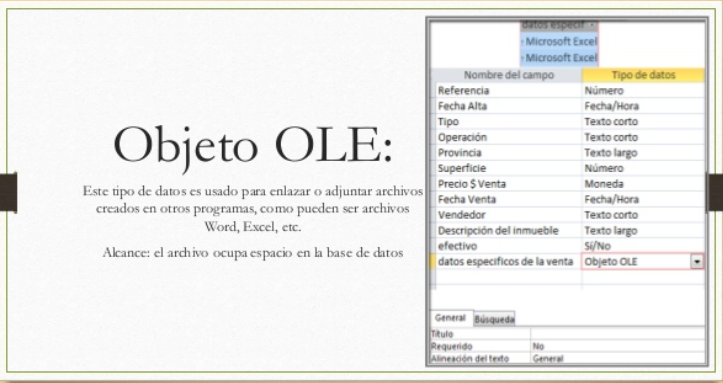 Objeto OLE:
Este tipo de datos es usado para enlazar o adjuntar archivos
creados en otros programas, como pueden ser archivos
Word, Excel, etc.
Alcance: el archivo ocupa espacio en la base de datos
datos especif
Microsoft Excel
Microsoft Excel
Nombre del campo Tipo de datos
Referencia Número
Fecha Alta Fecha/Hora
Tipo Texto corto
Operación Texto corto
Provincia Texto largo
Superficie Número
Precio $ Venta Moneda
Fecha Venta Fecha/Hora
Vendedor Texto corto
Descripción del inmueble Texto largo
efectivo Sí/No
datos especificos de la venta Objeto OLE
General Búsqueda
Título
Requerido No
Alineación del texto General